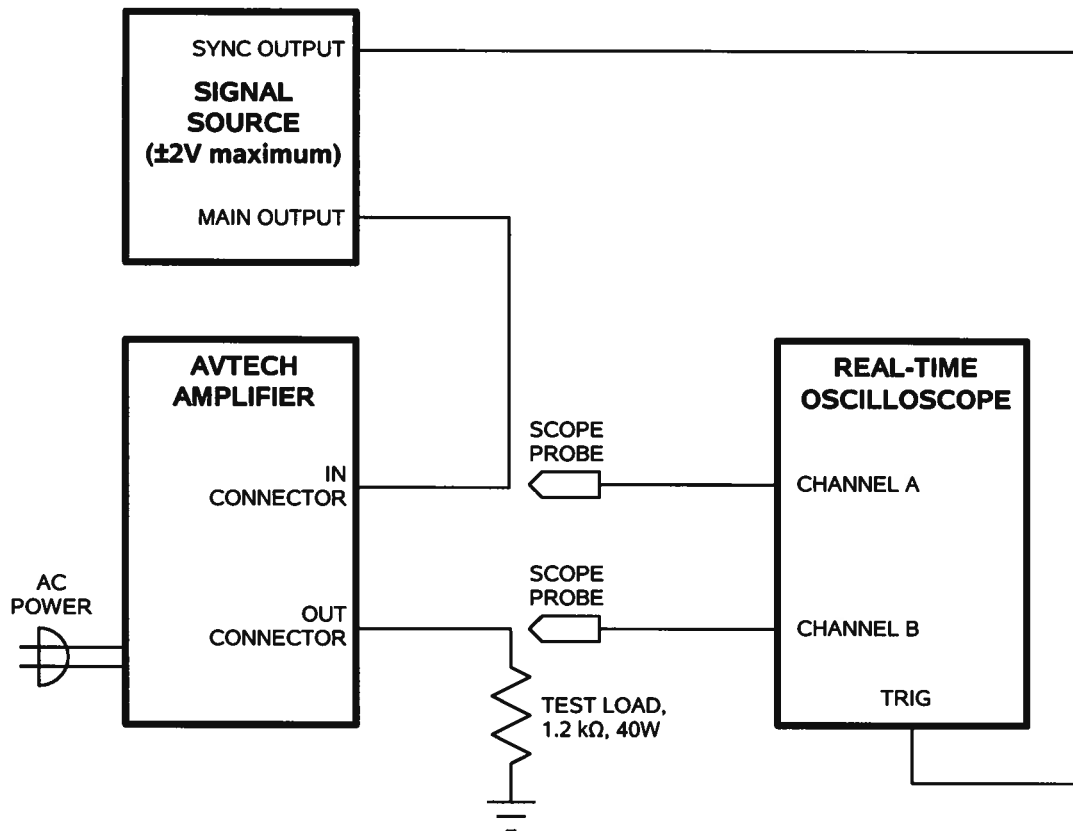 SYNC OUTPUT
SIGNAL
SOURCE
(±2V maximum)
MAIN OUTPUT
AVTECH
AMPLIFIER
IN
CONNECTOR
OUT
CONNECTOR
AC
POWER
SCOPE
PROBE
SCOPE
PROBE
TEST LOAD,
1.2 kΩ, 40W
REAL-TIME
OSCILLOSCOPE
CHANNEL A
CHANNEL B
TRIG